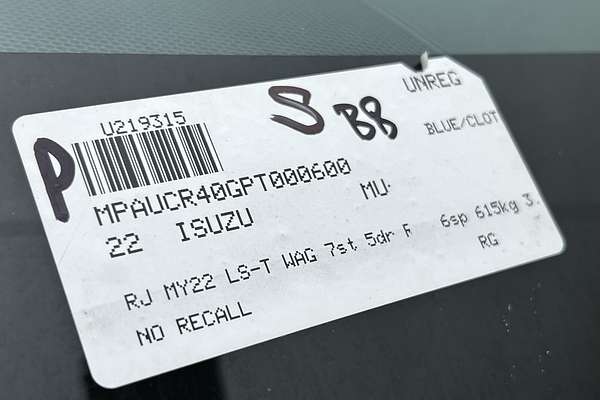 UNREG
S B8
U219315
BLUE/CLOT
P
MPAUCR40GPT000600
22 ISUZU MU-
RJ MY22 LS-T WAG 7st 5dr 6sp 615kg 3.
NO RECALL RG